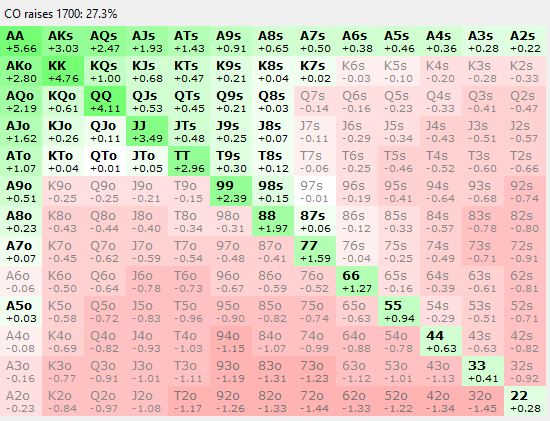 CO raises 1700: 27.3%
AA AKs AQs AJs ATs A9s A8s A7s A6s A5s A4s A3s A2s
+5.66 +3.03 +2.47 +1.93 +1.43 +0.91 +0.65 +0.50 +0.38 +0.46 +0.36 +0.28 +0.22
AKo KK KQs KJs KTs K9s K8s K7s K6s K5s K4s K3s K2s
+2.80 +4.76 +1.00 +0.68 +0.47 +0.21 +0.04 +0.02 -0.03 -0.10 -0.20 -0.28 -0.33
AQo KQo QQ QJs QTs Q9s Q8s Q7s Q6s Q5s Q4s Q3s Q2s
+2.19 +0.61 +4.11 +0.53 +0.45 +0.21 +0.03 -0.14 -0.16 -0.23 -0.33 -0.41 -0.47
AJo KJo QJo JJ JTs J9s J8s J7s J6s J5s J4s J3s J2s
+1.62 +0.26 +0.11 +3.49 +0.48 +0.25 +0.07 -0.11 -0.29 -0.34 -0.43 -0.51 -0.57
ATo KTo QTo JTo TT T9s T8s T7s T6s T5s T4s T3s T2s
+1.07 +0.04 +0.01 +0.05 +2.96 +0.30 +0.12 -0.06 -0.25 -0.46 -0.52 -0.60 -0.66
A9o K9o Q9o J9o T9o 99 98s 97s 96s 95s 94s 93s 92s
+0.51 -0.25 -0.25 -0.21 -0.15 +2.39 +0.15 -0.01 -0.19 -0.41 -0.64 -0.68 -0.74
A8o K8o Q8o J8o T8o 98o 88 87s 86s 85s 84s 83s 82s
+0.23 -0.43 -0.44 -0.40 -0.34 -0.31 +1.97 +0.06 -0.12 -0.33 -0.57 -0.78 -0.80
A7o K7o Q7o J7o T7o 97o 87o 77 76s 75s 74s 73s 72s
+0.07 -0.45 -0.62 -0.59 -0.54 -0.48 -0.41 +1.59 -0.04 -0.25 -0.49 -0.71 -0.91
A6o K6o Q6o J6o T6o 96o 86o 76o 66 65s 64s 63s 62s
-0.06 -0.50 -0.64 -0.78 -0.73 -0.67 -0.59 -0.52 +1.27 -0.16 -0.39 -0.61 -0.81
A5o K5o Q5o J5o T5o 95o 85o 75o 65o 55 54s 53s 52s
+0.03 -0.58 -0.72 -0.83 -0.96 -0.90 -0.82 -0.74 -0.63 +0.94 -0.29 -0.51 -0.71
A4o K4o Q4o J4o T4o 94o 84o 74o 64o 54o 44 43s 42s
-0.08 -0.69 -0.82 -0.93 -1.03 -1.15 -1.07 -0.99 -0.88 -0.78 +0.63 -0.63 -0.82
A3o K3o Q3o J3o T3o 93o 83o 73o 63o 53o 43o 33 32s
-0.16 -0.77 -0.91 -1.01 -1.11 -1.19 -1.31 -1.23 -1.12 -1.01 -1.13 +0.41 -0.92
A2o K2o Q2o J2o T2o 92o 82o 72o 62o 52o 42o 32o 22
-0.23 -0.84 -0.97 -1.08 -1.17 -1.26 -1.33 -1.44 -1.33 -1.22 -1.34 -1.45 +0.28